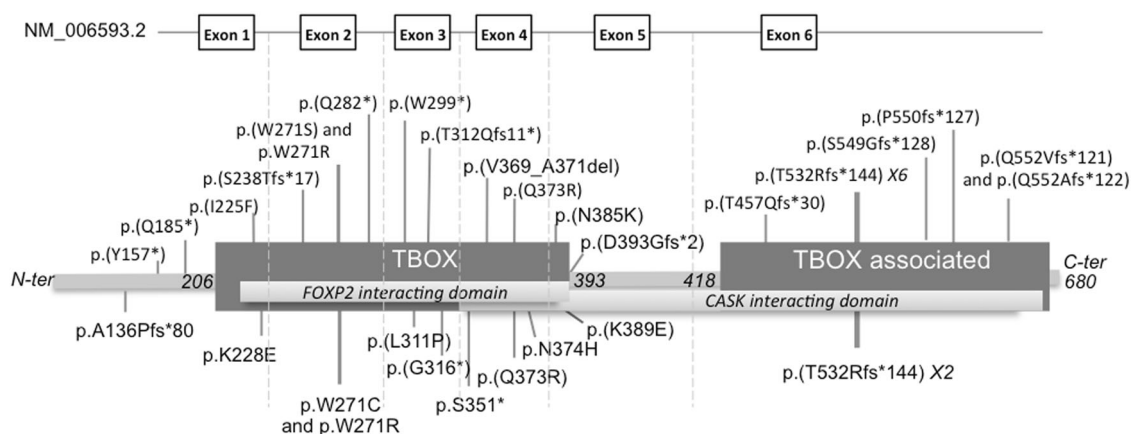 NM_006593.2
Exon 1
Exon 2
Exon 3
Exon 4
Exon 5
Exon 6
p.(Q282*)
p.(W299*)
p.(P550fs*127)
p.(W271S) and
p.W271R
p.(T312Qfs11*)
p.(S549Gfs*128)
p.(Q552Vfs*121)
and p.(Q552Afs*122)
p.(S238Tfs*17)
p.(V369_A371del)
p.(T532Rfs*144) X6
p.(I225F)
p.(Q373R)
p.(T457Qfs*30)
p.(Q185*)
p.(N385K)
p.(Y157*)
p.(D393Gfs*2)
N-ter
206
TBOX
393
418
TBOX associated
C-ter
680
FOXP2 interacting domain
CASK interacting domain
p.A136Pfs*80
p.K228E
p.(L311P)
p.(G316*)
p.N374H
p.(K389E)
p.(Q373R)
p.(T532Rfs*144) X2
p.W271C
and p.W271R
p.S351*